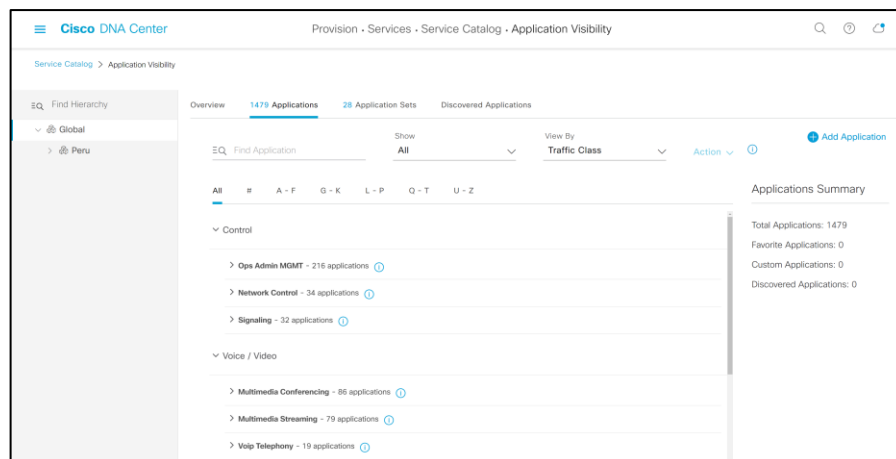 Cisco DNA Center
Provision · Services · Service Catalog · Application Visibility
Service Catalog > Application Visibility
Find Hierarchy
Global
Peru
Overview
1479 Applications
28 Application Sets
Discovered Applications
Find Application
Show
All
View By
Traffic Class
Action
Add Application
All # A - F G - K L - P Q - T U - Z
Control
Ops Admin MGMT - 216 applications
Network Control - 34 applications
Signaling - 32 applications
Voice / Video
Multimedia Conferencing - 86 applications
Multimedia Streaming - 79 applications
Voip Telephony - 19 applications
Applications Summary
Total Applications: 1479
Favorite Applications: 0
Custom Applications: 0
Discovered Applications: 0